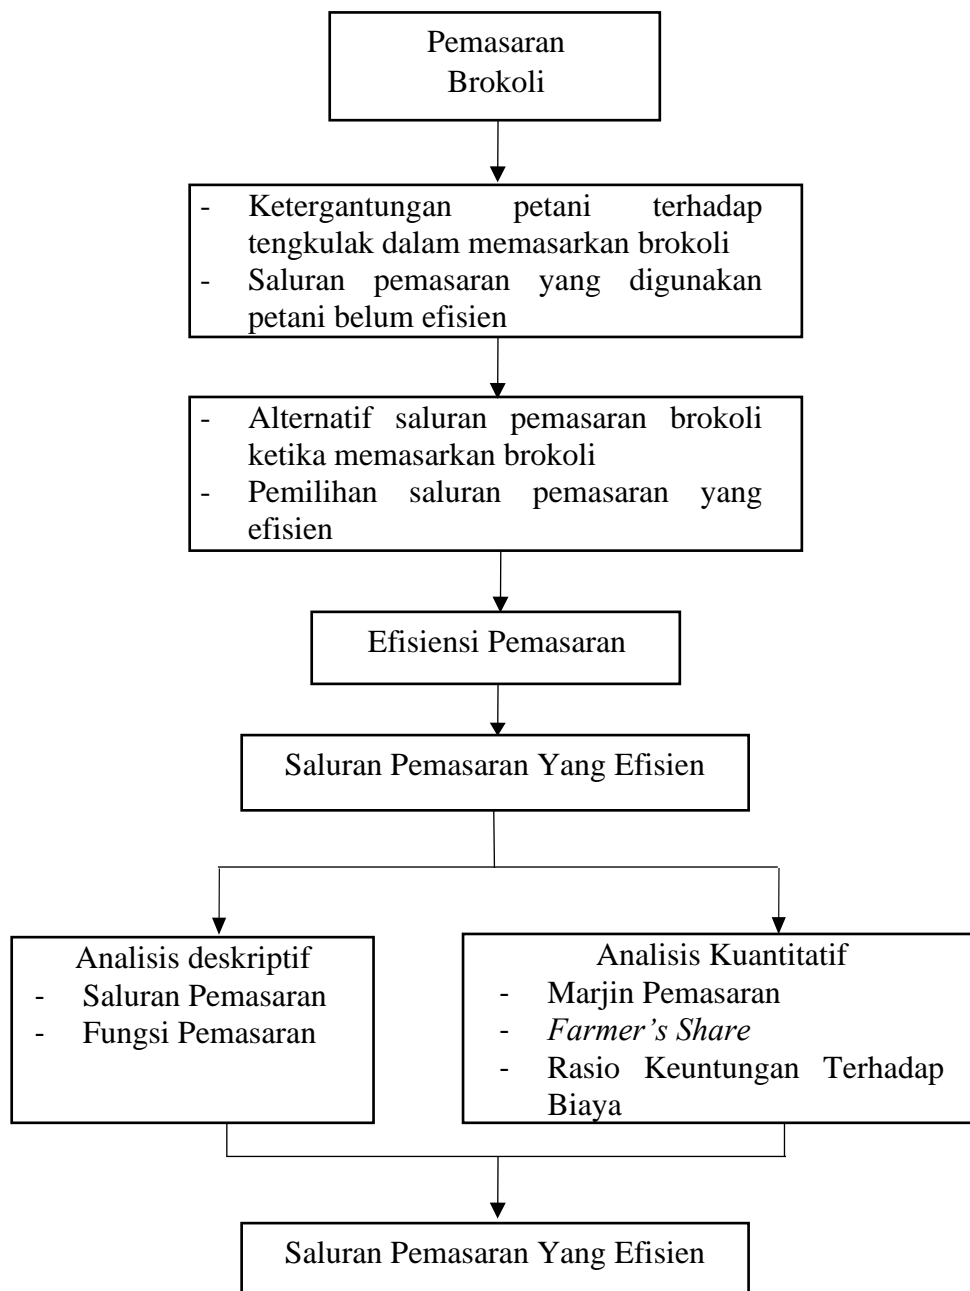 Pemasaran
Brokoli
- Ketergantungan petani terhadap
tengkulak dalam memasarkan brokoli
- Saluran pemasaran yang digunakan
petani belum efisien
- Alternatif saluran pemasaran brokoli
ketika memasarkan brokoli
- Pemilihan saluran pemasaran yang
efisien
Efisiensi Pemasaran
Saluran Pemasaran Yang Efisien
Analisis deskriptif
- Saluran Pemasaran
- Fungsi Pemasaran
Analisis Kuantitatif
- Marjin Pemasaran
- Farmer’s Share
- Rasio Keuntungan Terhadap
Biaya
Saluran Pemasaran Yang Efisien